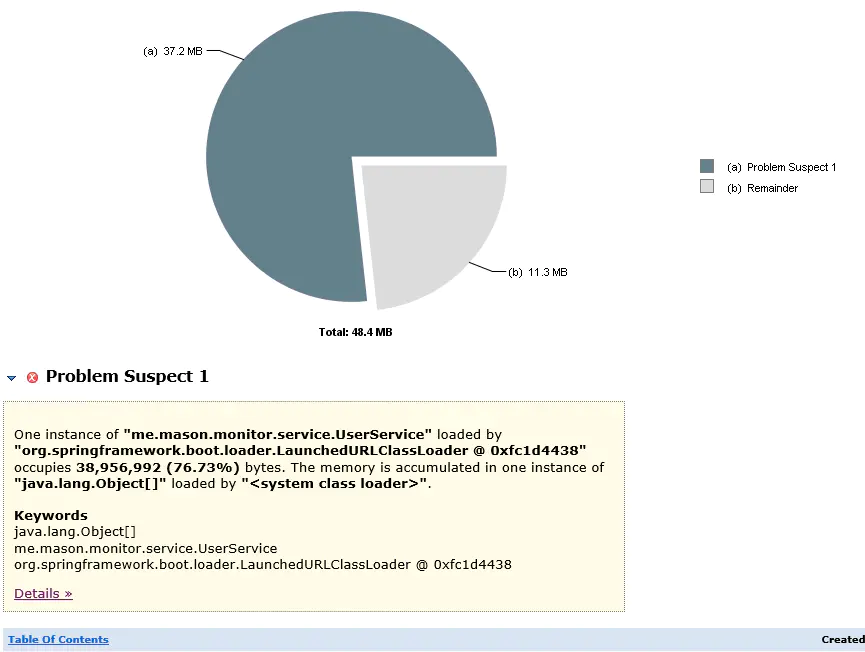 (a) 37.2 MB
(a) Problem Suspect 1
(b) Remainder
(b) 11.3 MB
Total: 48.4 MB
Problem Suspect 1
One instance of "me.mason.monitor.service.UserService" loaded by
"org.springframework.boot.loader.LaunchedURLClassLoader @ 0xfc1d4438"
occupies 38,956,992 (76.73%) bytes. The memory is accumulated in one instance of
"java.lang.Object[]" loaded by "<system class loader>".
Keywords
java.lang.Object[]
me.mason.monitor.service.UserService
org.springframework.boot.loader.LaunchedURLClassLoader @ 0xfc1d4438
Details »
Table Of Contents
Created